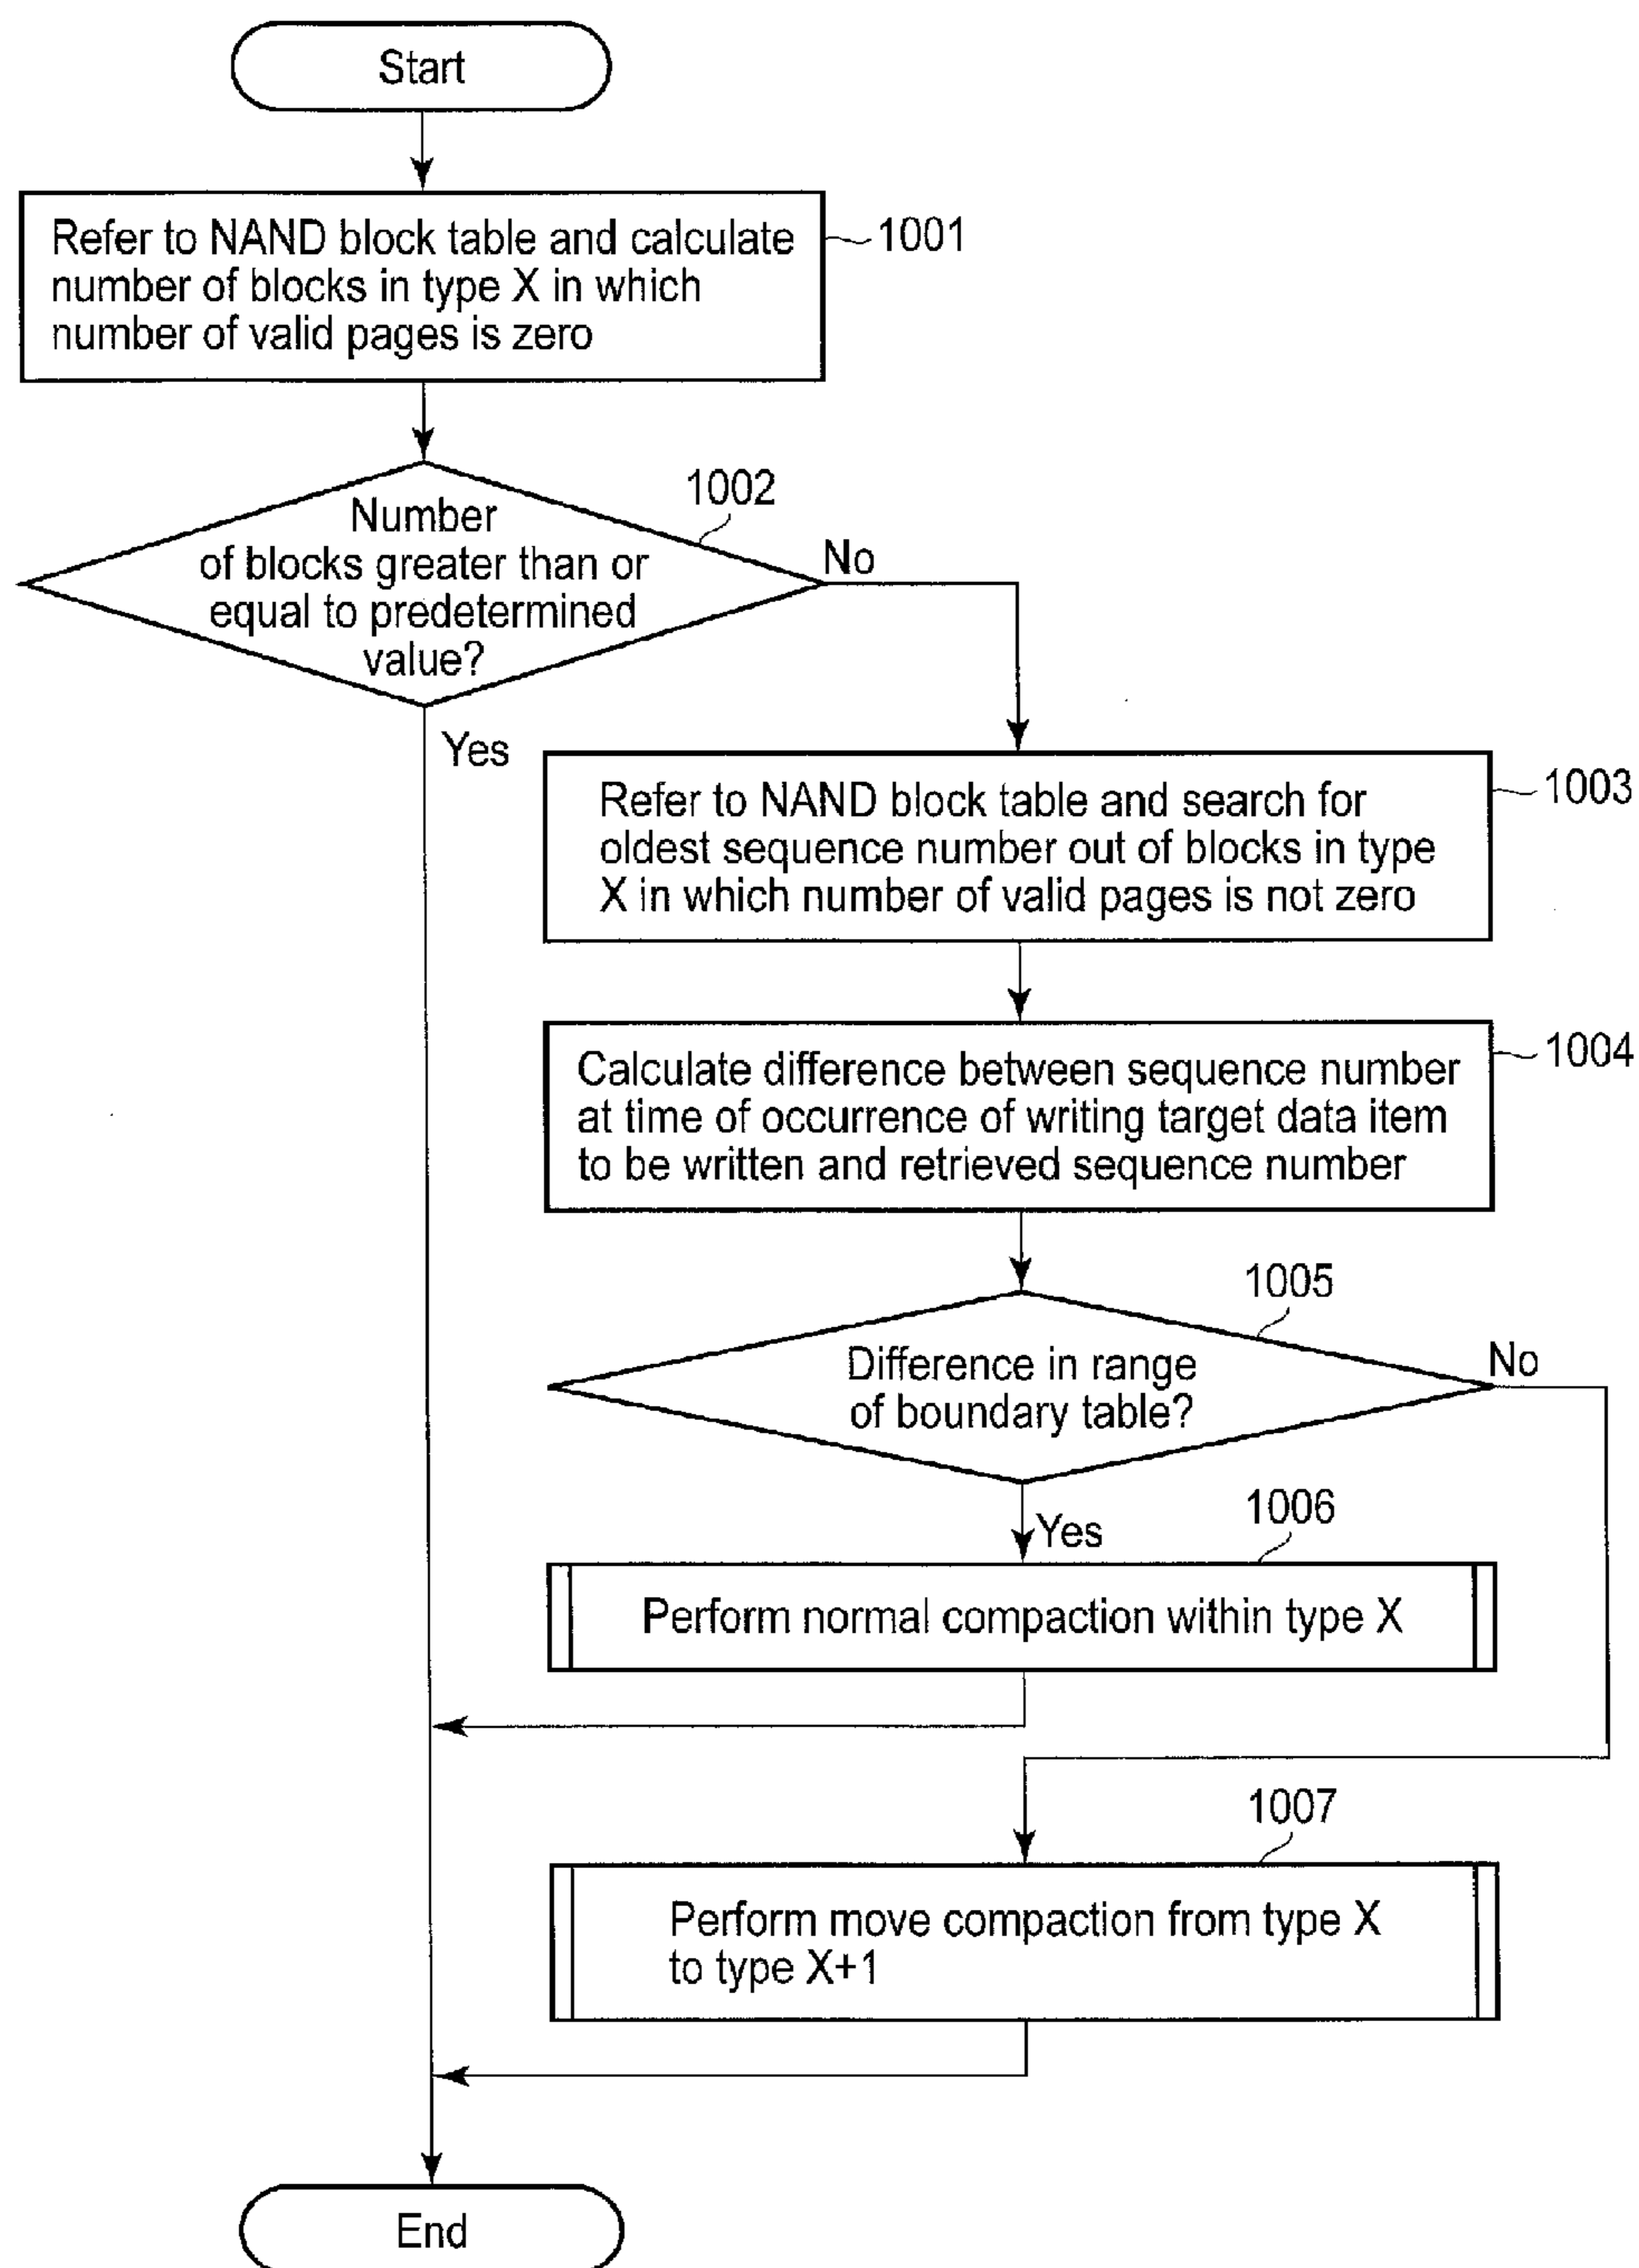 Start
Refer to NAND block table and calculate
number of blocks in type X in which
number of valid pages is zero
1001
1002
Number
of blocks greater than or
equal to predetermined
value?
No
Yes
Refer to NAND block table and search for
oldest sequence number out of blocks in type
X in which number of valid pages is not zero
1003
Calculate difference between sequence number
at time of occurrence of writing target data item
to be written and retrieved sequence number
1004
1005
Difference in range
of boundary table?
No
Yes
1006
Perform normal compaction within type X
1007
Perform move compaction from type X
to type X+1
End